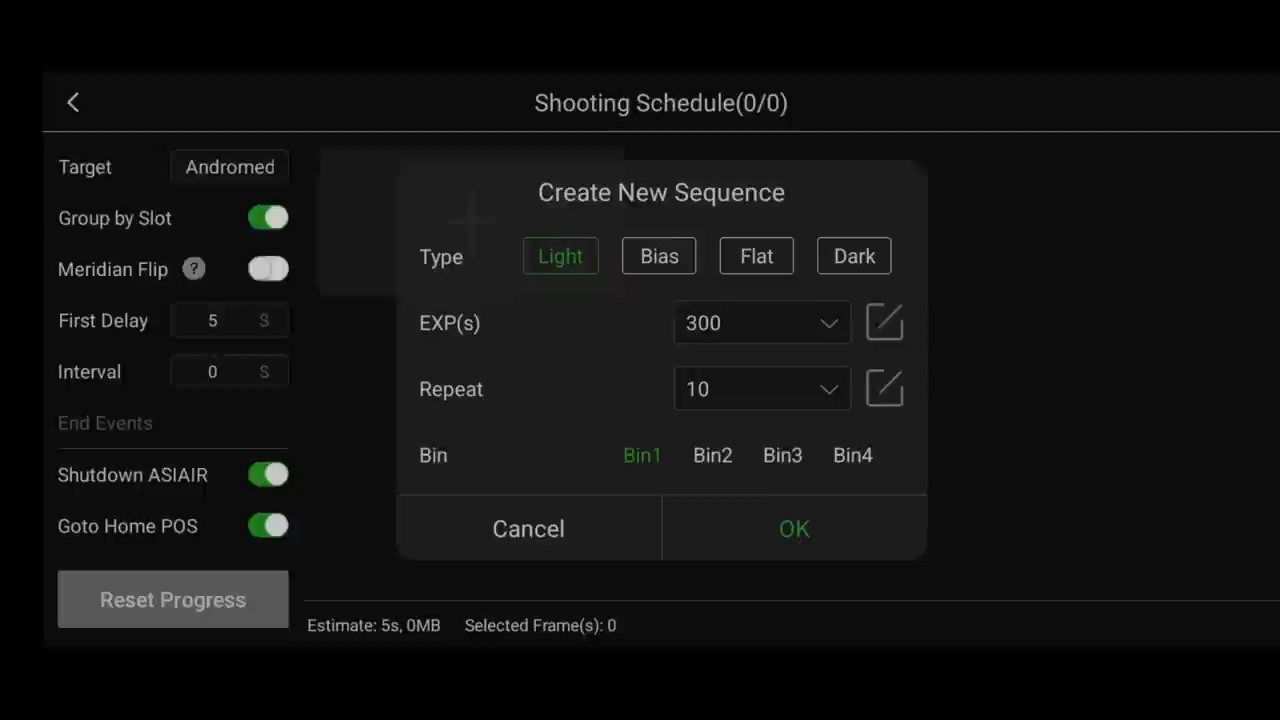 Shooting Schedule(0/0)
Target Andromed
Group by Slot
Meridian Flip ?
First Delay 5 S
Interval 0 S
End Events
Shutdown ASIAIR
Goto Home POS
Reset Progress
Create New Sequence
Type Light Bias Flat Dark
EXP(s) 300
Repeat 10
Bin Bin1 Bin2 Bin3 Bin4
Cancel OK
Estimate: 5s, 0MB Selected Frame(s): 0